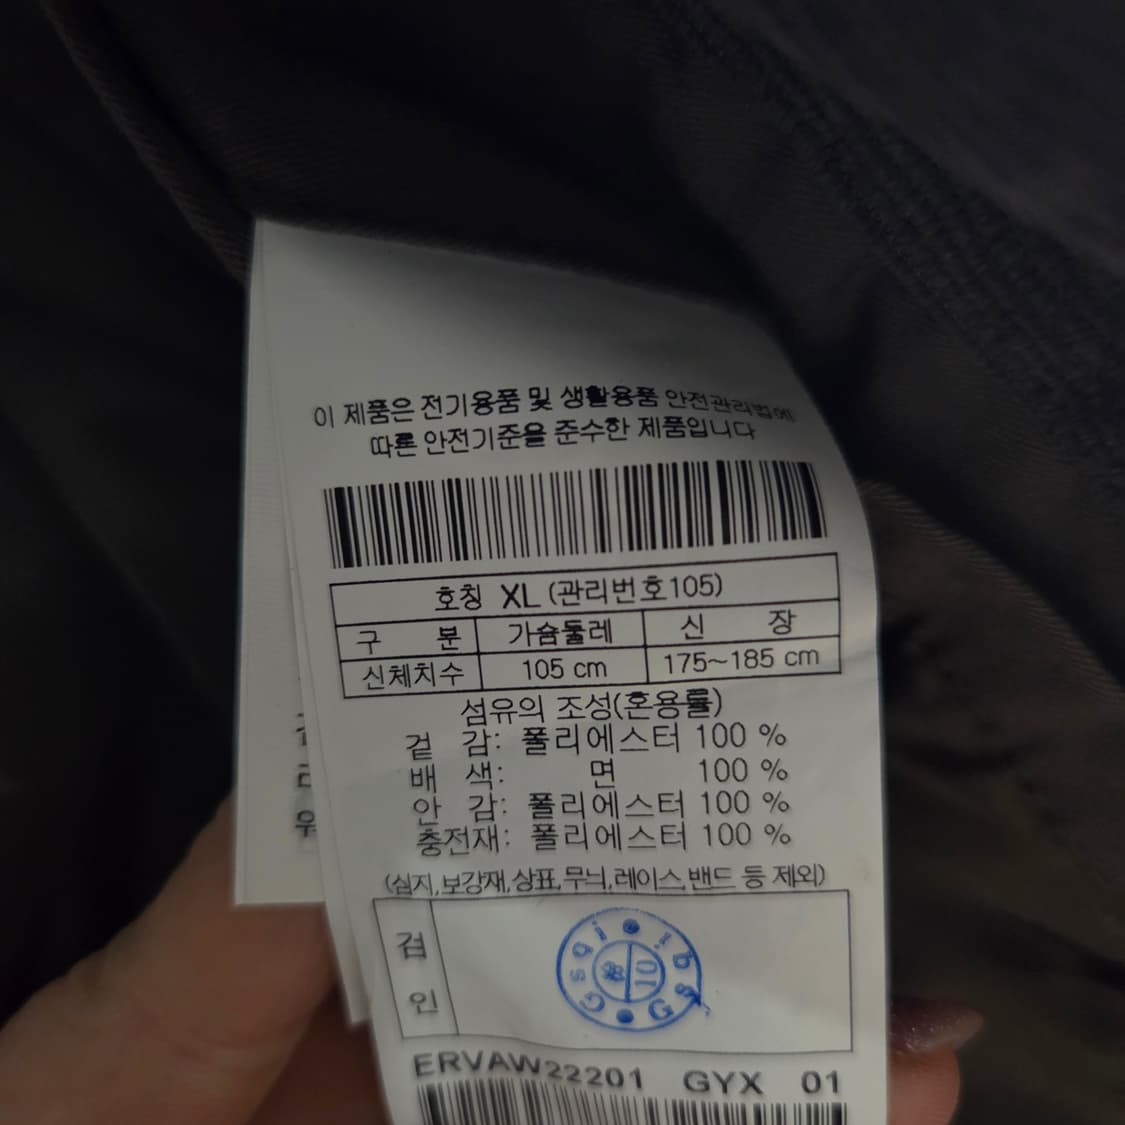 이 제품은 전기용품 및 생활용품 안전관리법에
따른 안전기준을 준수한 제품입니다
호칭 XL (관리번호105)
구 분 가슴둘레 신 장
신체치수 105 cm 175~185 cm
섬유의 조성(혼용률)
겉 감: 폴리에스터 100 %
배 색: 면 100 %
안 감: 폴리에스터 100 %
충전재: 폴리에스터 100 %
(심지,보강재,상표,무늬,레이스,밴드 등 제외)
검
인
Gsqi
10
ERVAW22201 GYX 01